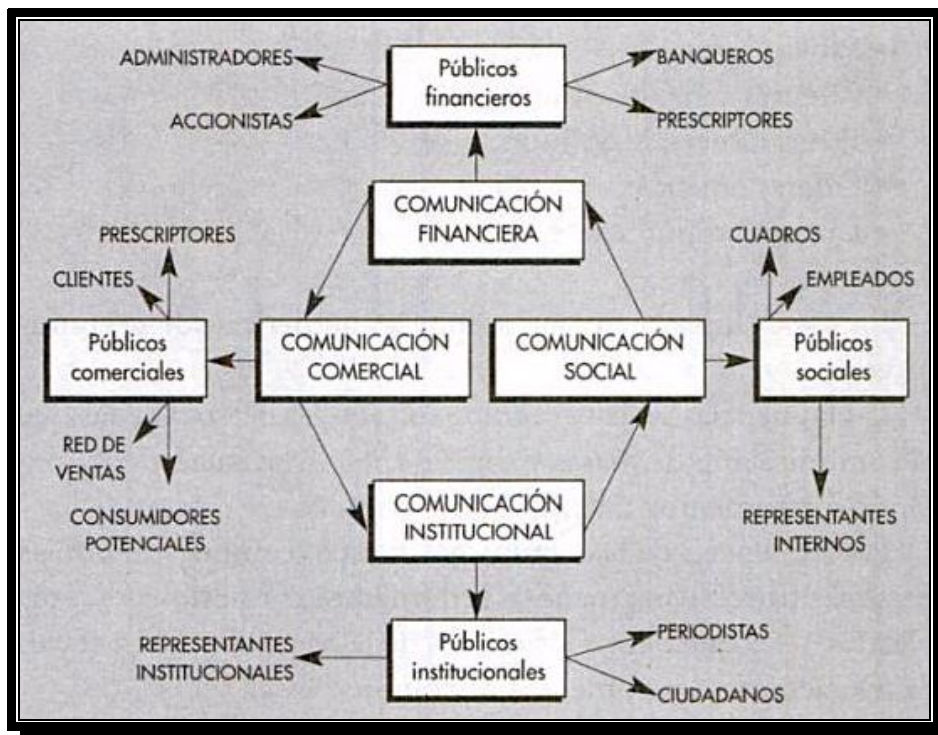 ADMINISTRADORES
ACCIONISTAS
Públicos
financieros
BANQUEROS
PRESCRIPTORES
COMUNICACIÓN
FINANCIERA
PRESCRIPTORES
CLIENTES
CUADROS
EMPLEADOS
Públicos
comerciales
COMUNICACIÓN
COMERCIAL
COMUNICACIÓN
SOCIAL
Públicos
sociales
RED DE
VENTAS
CONSUMIDORES
POTENCIALES
COMUNICACIÓN
INSTITUCIONAL
REPRESENTANTES
INTERNOS
REPRESENTANTES
INSTITUCIONALES
Públicos
institucionales
PERIODISTAS
CIUDADANOS